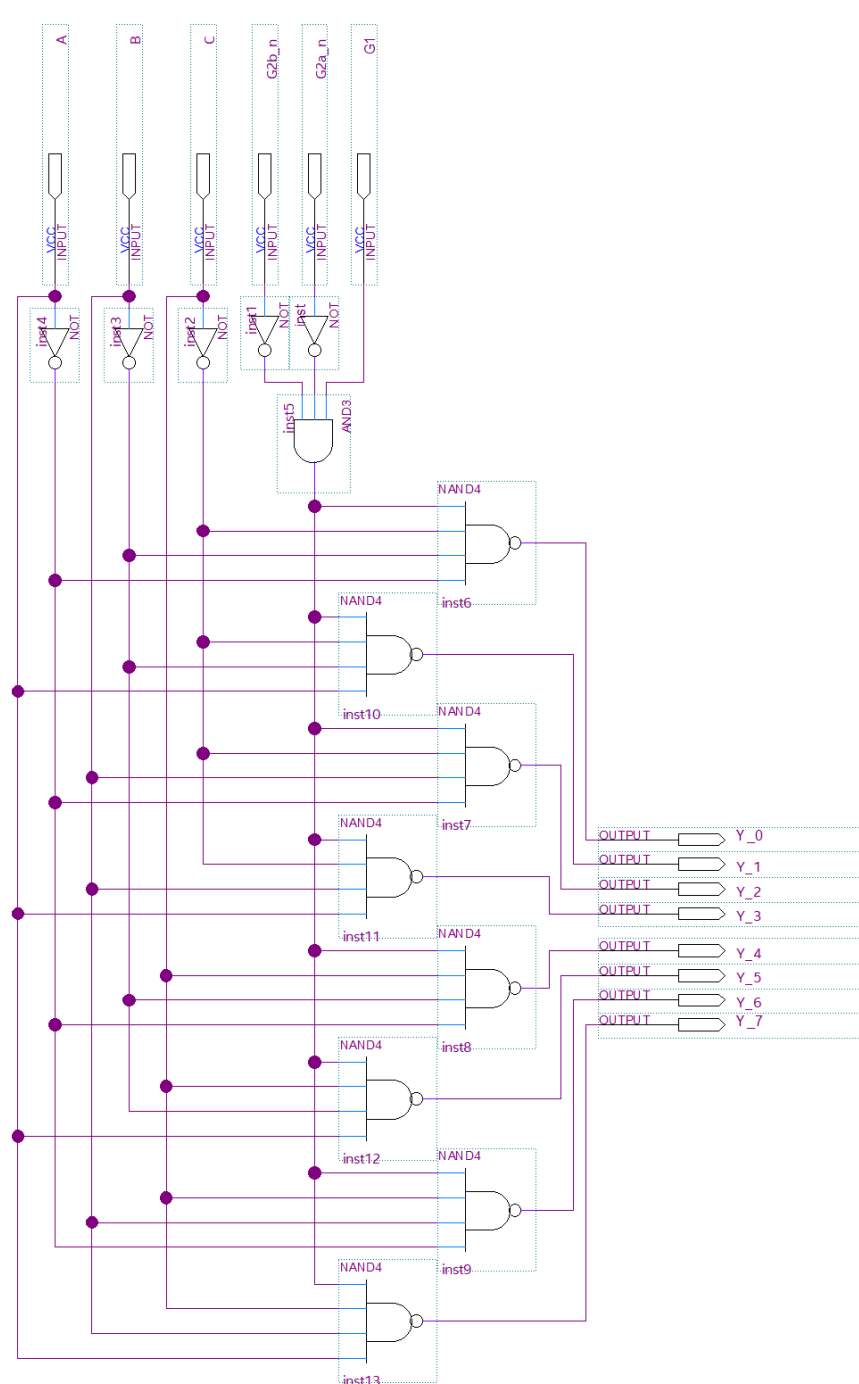 A
B
C
G2b_n
G2a_n
G1
VCC
INPUT
VCC
INPUT
VCC
INPUT
VCC
INPUT
VCC
INPUT
VCC
INPUT
inst4
NOT
inst3
NOT
inst2
NOT
inst1
NOT
inst
NOT
inst5
AND3
NAND4
inst6
NAND4
inst10
NAND4
inst7
NAND4
inst11
NAND4
inst8
NAND4
inst12
NAND4
inst9
NAND4
inst13
OUTPUT Y_0
OUTPUT Y_1
OUTPUT Y_2
OUTPUT Y_3
OUTPUT Y_4
OUTPUT Y_5
OUTPUT Y_6
OUTPUT Y_7